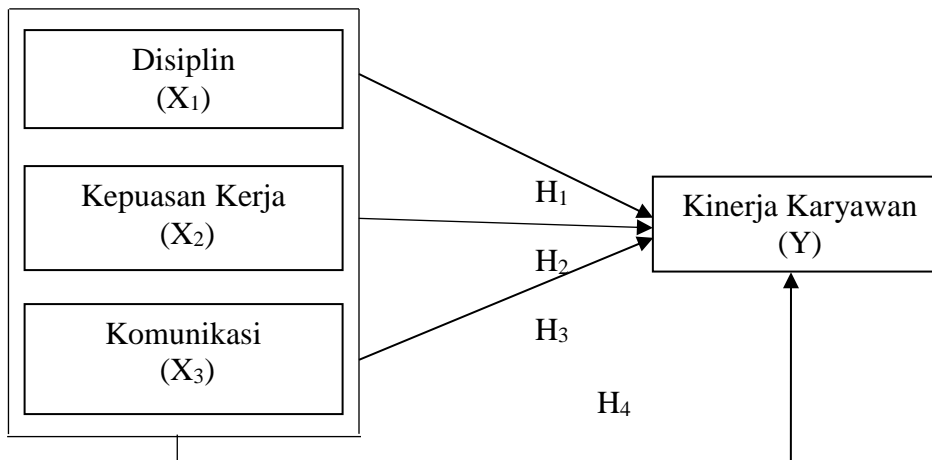 Disiplin
(X₁)
Kepuasan Kerja
(X₂)
Komunikasi
(X₃)
H₁
H₂
H₃
H₄
Kinerja Karyawan
(Y)